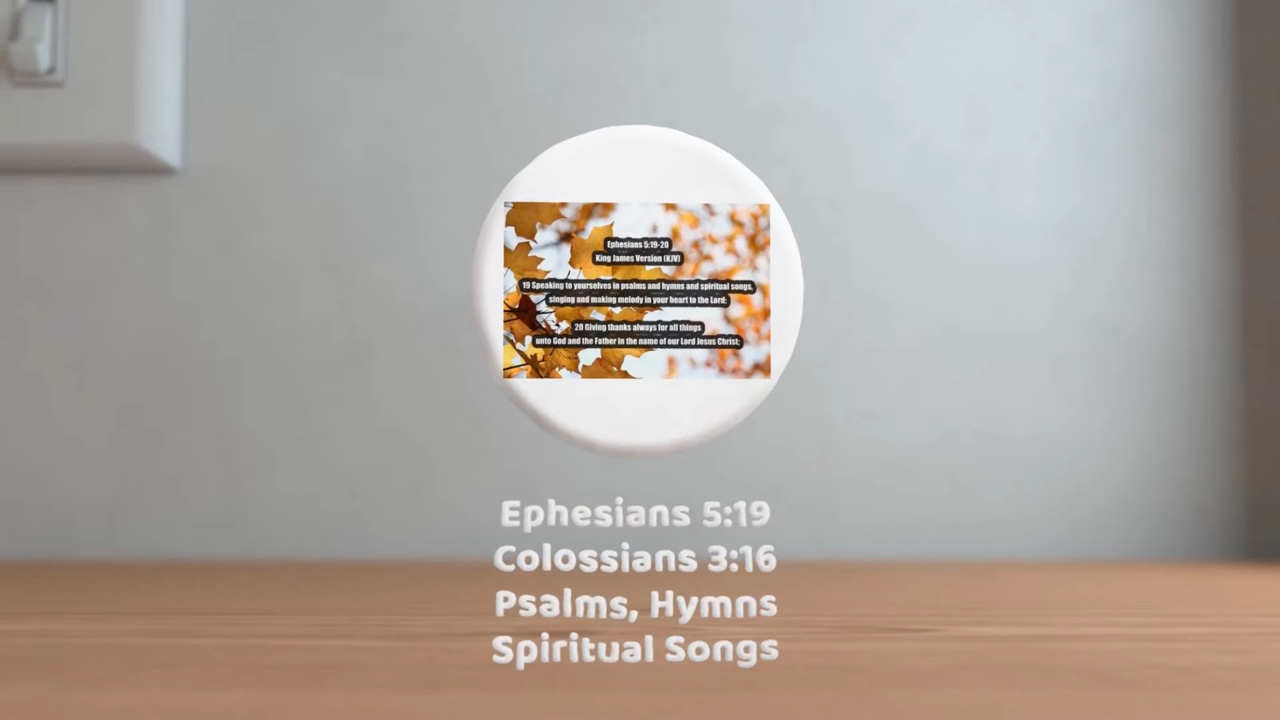 Ephesians 5:19-20
King James Version (KJV)
19 Speaking to yourselves in psalms and hymns and spiritual songs,
singing and making melody in your heart to the Lord;
20 Giving thanks always for all things
unto God and the Father in the name of our Lord Jesus Christ;
Ephesians 5:19
Colossians 3:16
Psalms, Hymns
Spiritual Songs